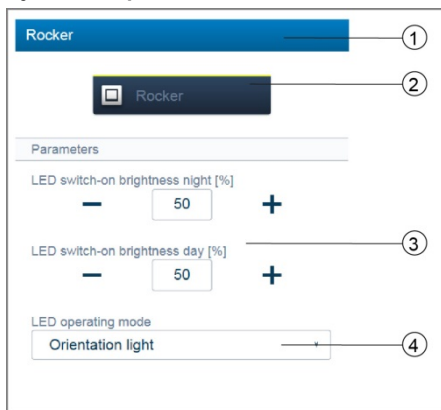 Rocker
1
Rocker
2
Parameters
LED switch-on brightness night [%]
50
LED switch-on brightness day [%]
3
50
LED operating mode
Orientation light
4